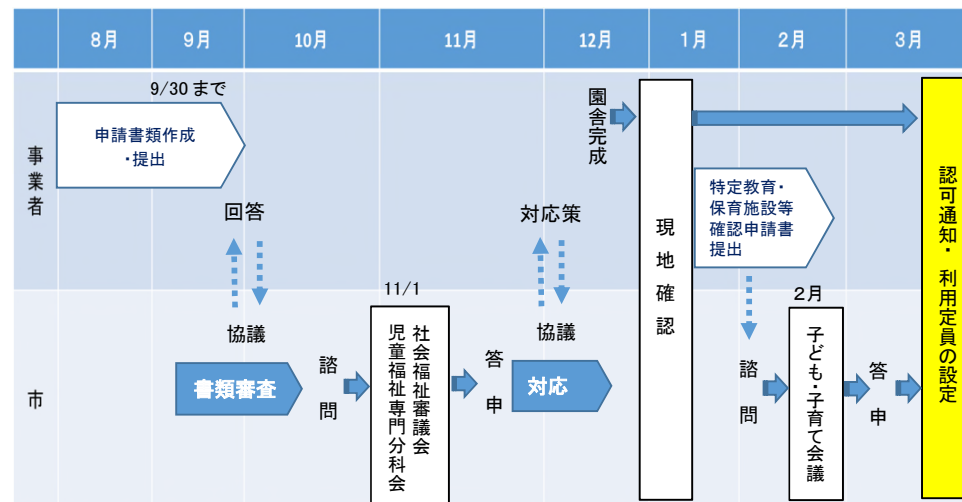 8月
9月
10月
11月
12月
1月
2月
3月
事業者
9/30 まで
申請書類作成
・提出
園舎完成
現地確認
特定教育・
保育施設等
確認申請書
提出
認可通知・ 利用定員の設定
回答
対応策
市
協議
書類審査
諮問
11/1
社会福祉審議会
児童福祉専門分科会
答申
協議
対応
諮問
2月
子ども・子育て会議
答申